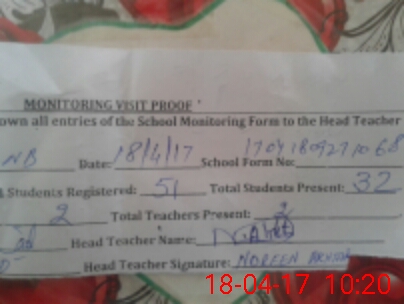 MONITORING VISIT PROOF
own all entries of the School Monitoring Form to the Head Teacher
NB Date: 18/4/17 School Form No:
Students Registered: 51 Total Students Present: 32
2 Total Teachers Present: 2
Head Teacher Name:
Head Teacher Signature: NOREEN
18-04-17 10:20